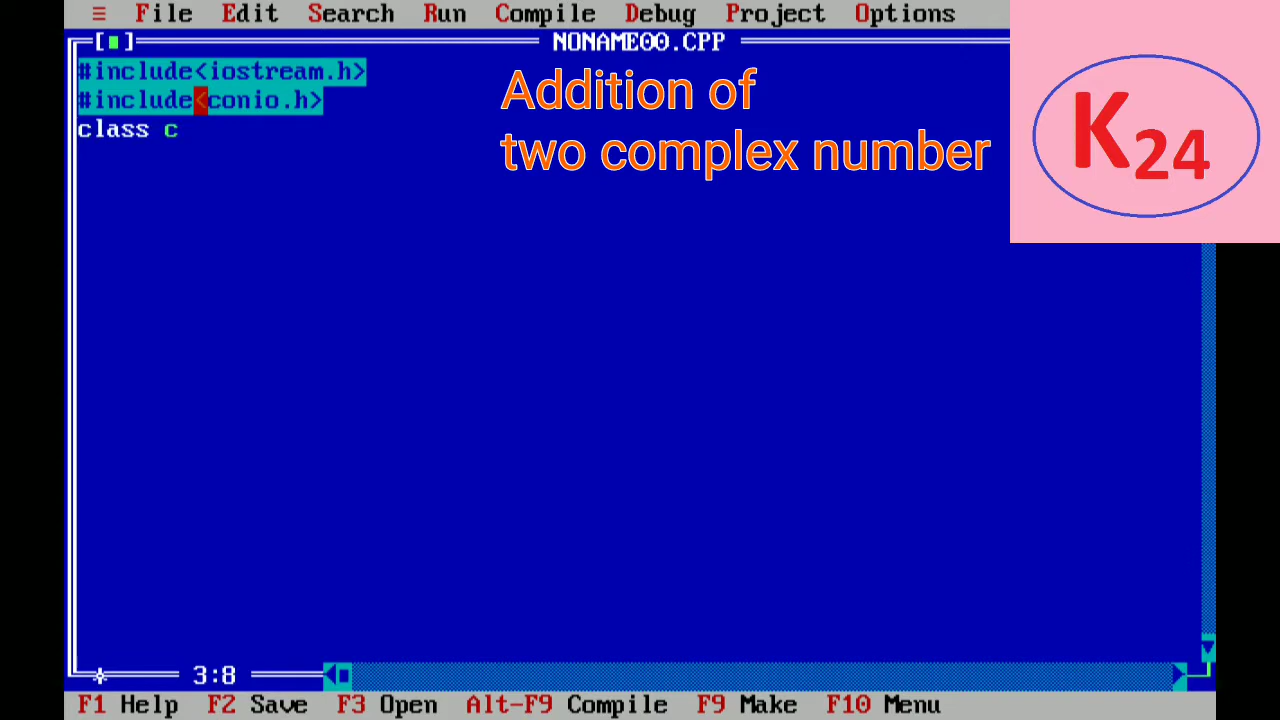 ≡ File Edit Search Run Compile Debug Project Options
[■] NONAME00.CPP
#include<iostream.h>
#include<conio.h>
class c
Addition of
two complex number
K24
3:8
F1 Help F2 Save F3 Open Alt-F9 Compile F9 Make F10 Menu